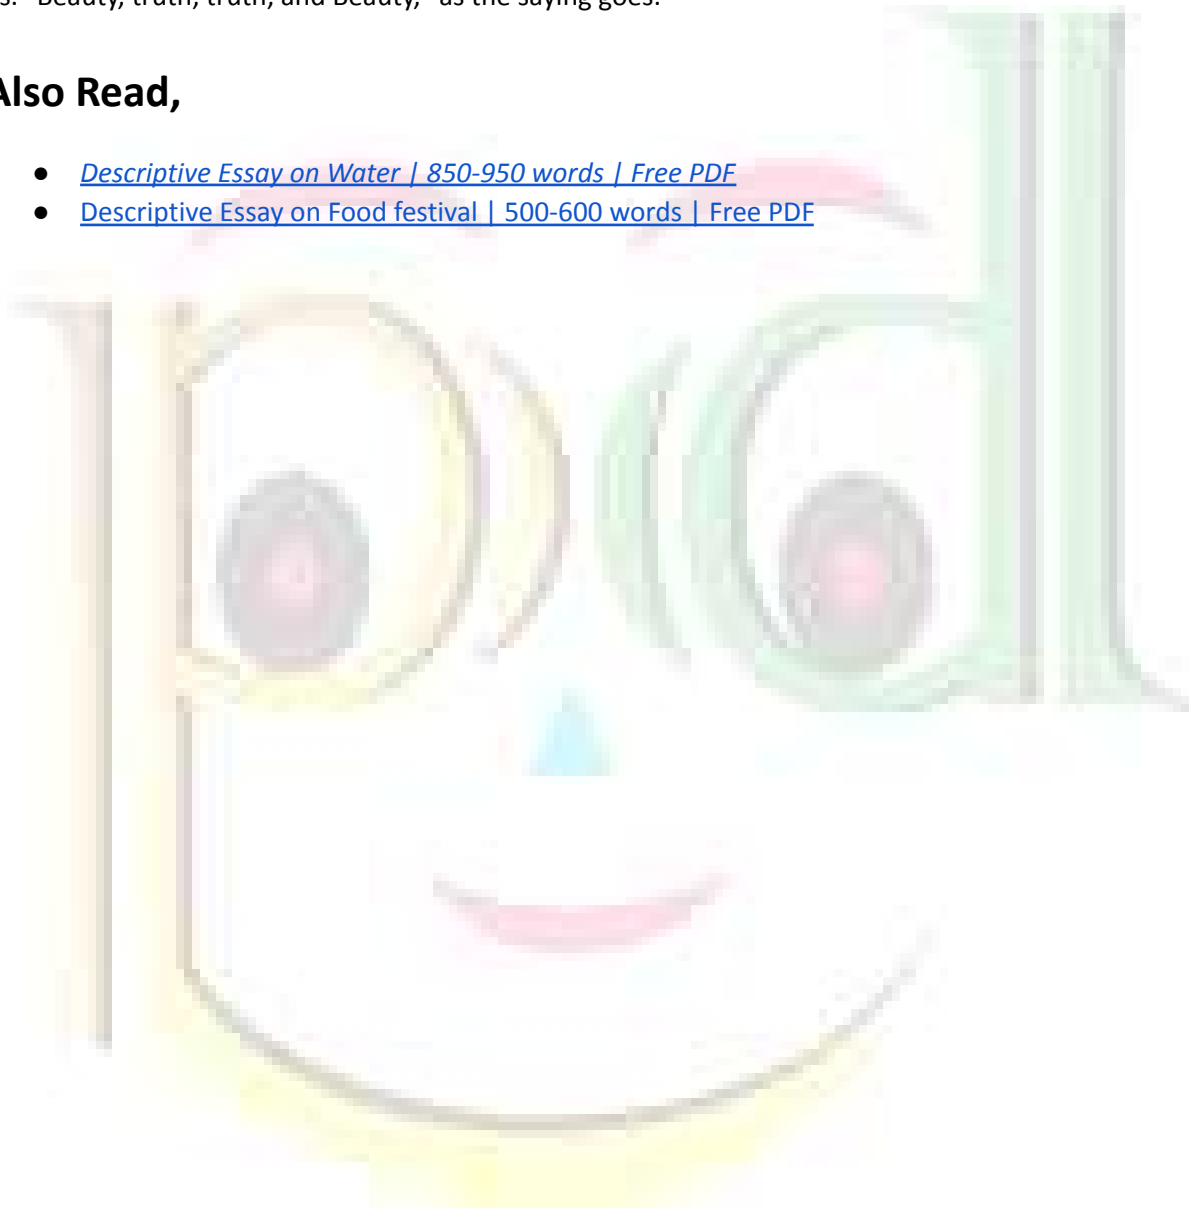 s. "Beauty, truth, truth, and Beauty," as the saying goes.
Also Read,
● Descriptive Essay on Water | 850-950 words | Free PDF
● Descriptive Essay on Food festival | 500-600 words | Free PDF